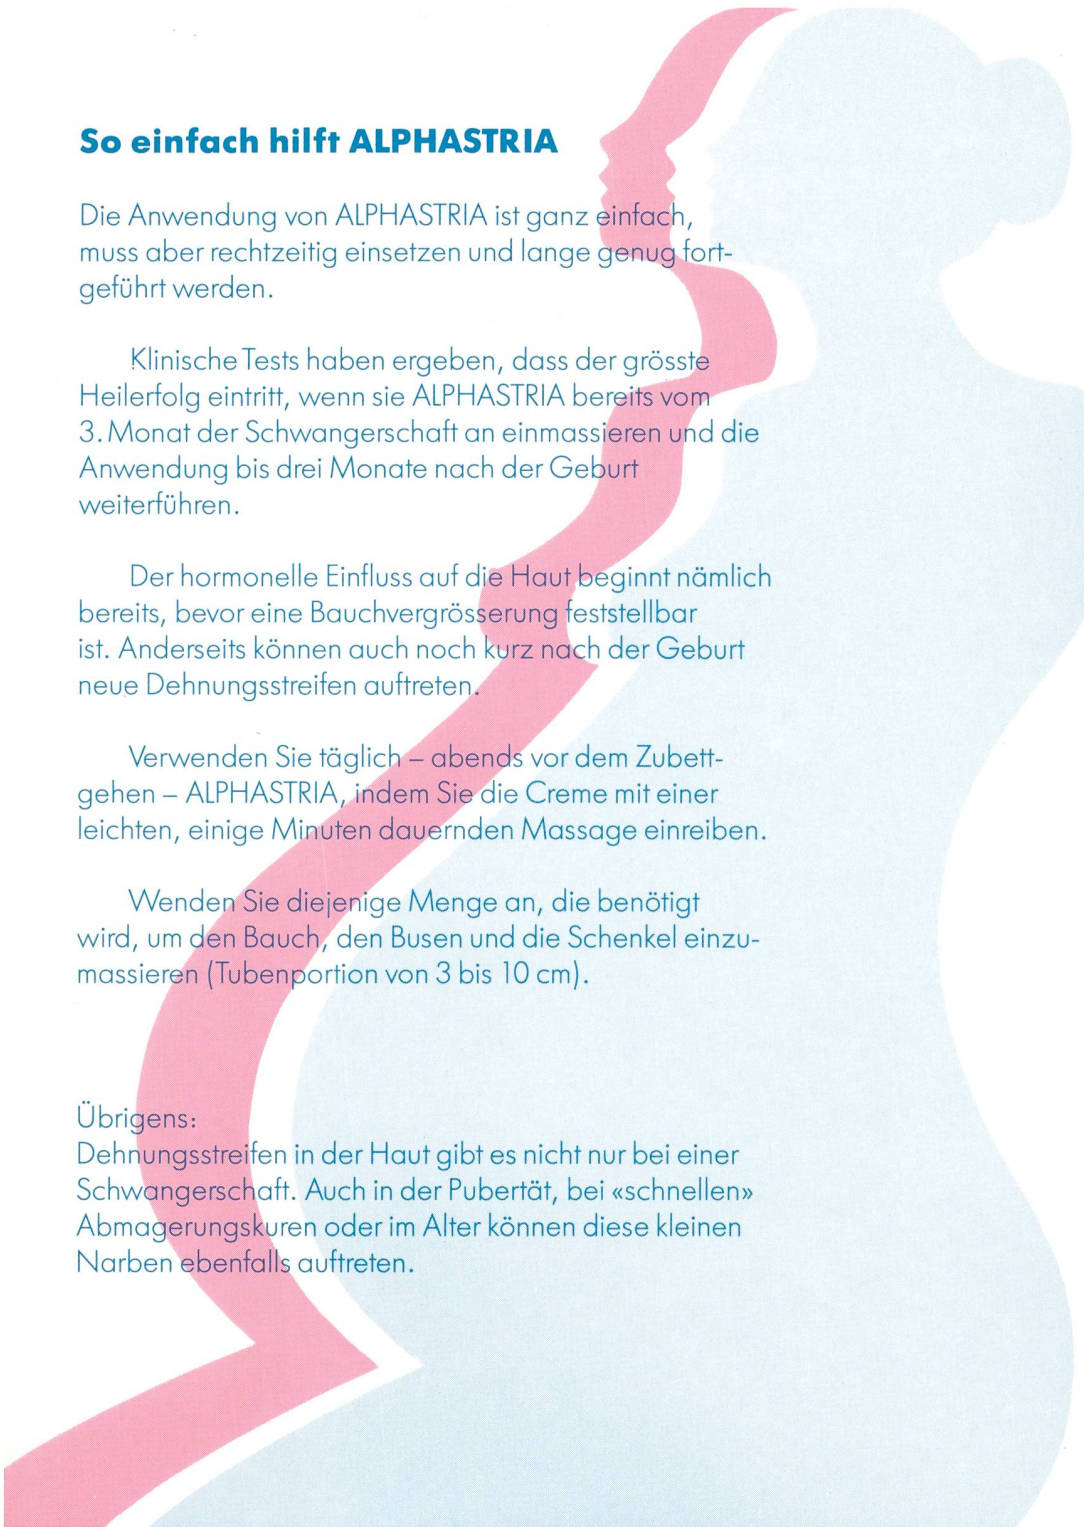 So einfach hilft ALPHASTRIA
Die Anwendung von ALPHASTRIA ist ganz einfach,
muss aber rechtzeitig einsetzen und lange genug fort-
geführt werden.
Klinische Tests haben ergeben, dass der grösste
Heilerfolg eintritt, wenn sie ALPHASTRIA bereits vom
3. Monat der Schwangerschaft an einmassieren und die
Anwendung bis drei Monate nach der Geburt
weiterführen.
Der hormonelle Einfluss auf die Haut beginnt nämlich
bereits, bevor eine Bauchvergrösserung feststellbar
ist. Anderseits können auch noch kurz nach der Geburt
neue Dehnungsstreifen auftreten.
Verwenden Sie täglich – abends vor dem Zubett-
gehen – ALPHASTRIA, indem Sie die Creme mit einer
leichten, einige Minuten dauernden Massage einreiben.
Wenden Sie diejenige Menge an, die benötigt
wird, um den Bauch, den Busen und die Schenkel einzu-
massieren (Tubenportion von 3 bis 10 cm).
Übrigens:
Dehnungsstreifen in der Haut gibt es nicht nur bei einer
Schwangerschaft. Auch in der Pubertät, bei «schnellen»
Abmagerungskuren oder im Alter können diese kleinen
Narben ebenfalls auftreten.